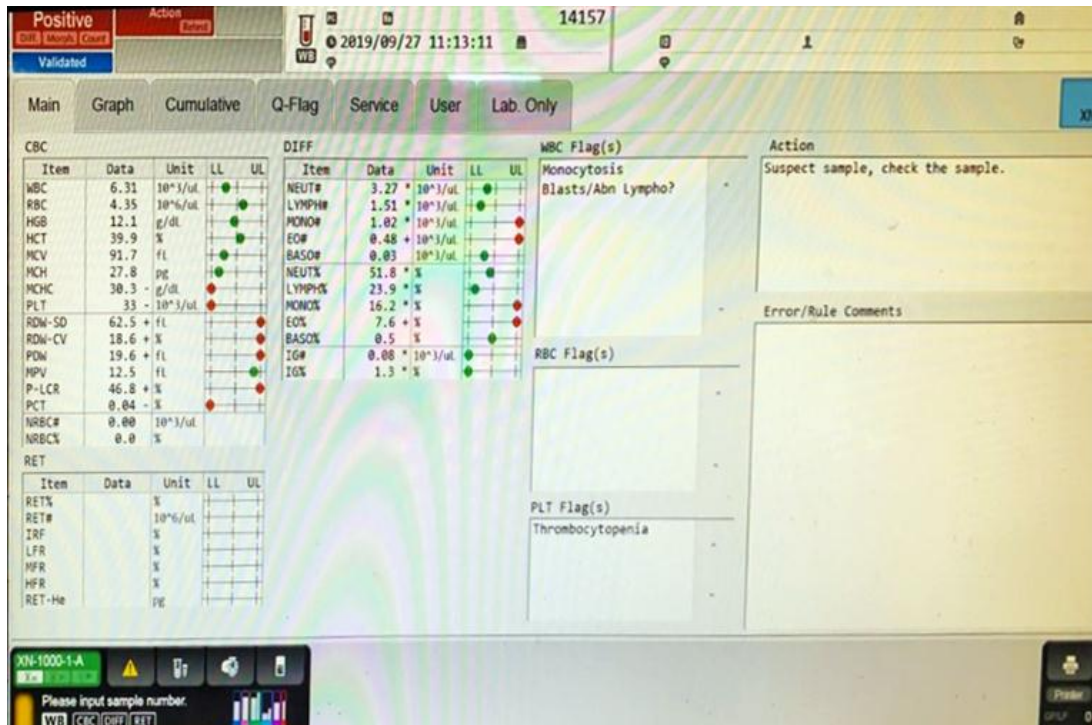 Positive
Diff. Morph. Count
Action
Retest
Validated
WB
14157
2019/09/27 11:13:11
Main Graph Cumulative Q-Flag Service User Lab. Only
XN
CBC
Item Data Unit LL UL
WBC 6.31 10^3/uL
RBC 4.35 10^6/uL
HGB 12.1 g/dL
HCT 39.9 %
MCV 91.7 fL
MCH 27.8 pg
MCHC 30.3 - g/dL
PLT 33 - 10^3/uL
RDW-SD 62.5 + fL
RDW-CV 18.6 + %
PDW 19.6 + fL
MPV 12.5 fL
P-LCR 46.8 + %
PCT 0.04 - %
NRBC# 0.00 10^3/uL
NRBC% 0.0 %
RET
Item Data Unit LL UL
RET% %
RET# 10^6/uL
IRF %
LFR %
MFR %
HFR %
RET-He pg
DIFF
Item Data Unit LL UL
NEUT# 3.27 * 10^3/uL
LYMPH# 1.51 * 10^3/uL
MONO# 1.02 * 10^3/uL
EO# 0.48 + 10^3/uL
BASO# 0.03 10^3/uL
NEUT% 51.8 * %
LYMPH% 23.9 * %
MONO% 16.2 * %
EO% 7.6 + %
BASO% 0.5 %
IG# 0.08 * 10^3/uL
IG% 1.3 * %
WBC Flag(s)
Monocytosis
Blasts/Abn Lympho?
RBC Flag(s)
PLT Flag(s)
Thrombocytopenia
Action
Suspect sample, check the sample.
Error/Rule Comments
XN-1000-1-A
Please input sample number.
WB CBC DIFF RET
Printer